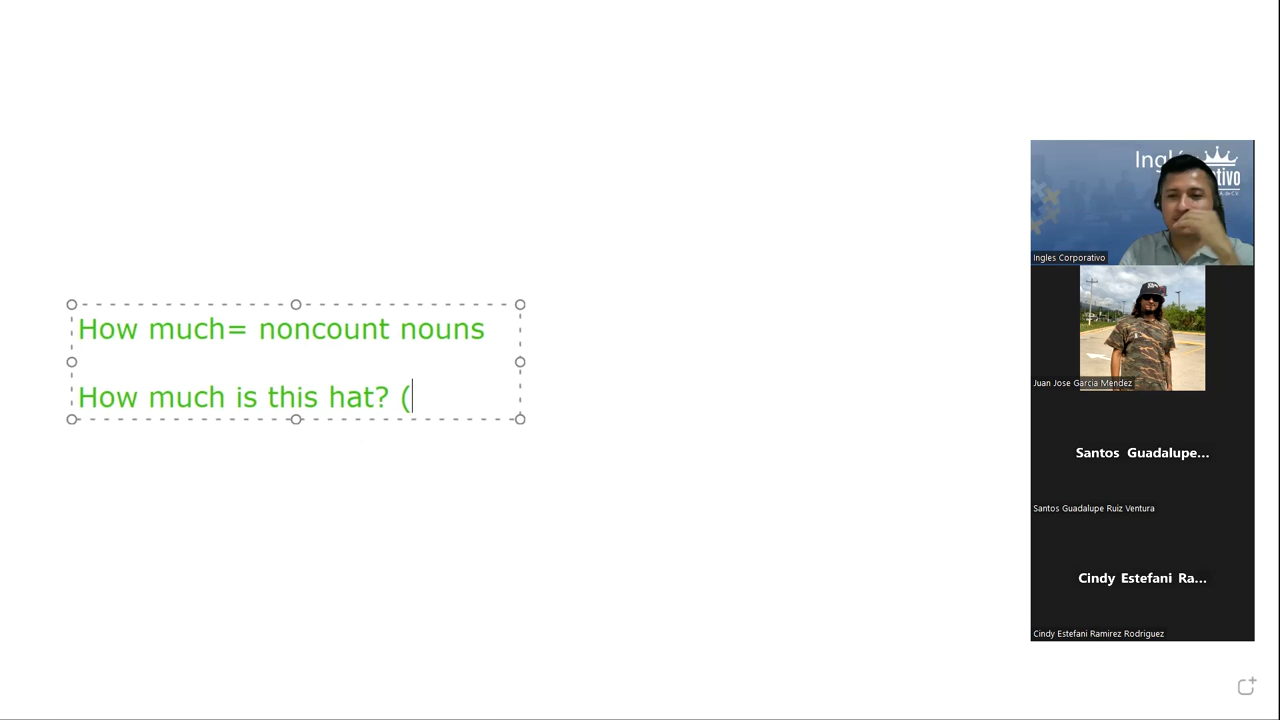 How much= noncount nouns
How much is this hat? (
Ingles Corporativo
Juan Jose Garcia Mendez
Santos Guadalupe...
Santos Guadalupe Ruiz Ventura
Cindy Estefani Ra...
Cindy Estefani Ramirez Rodriguez